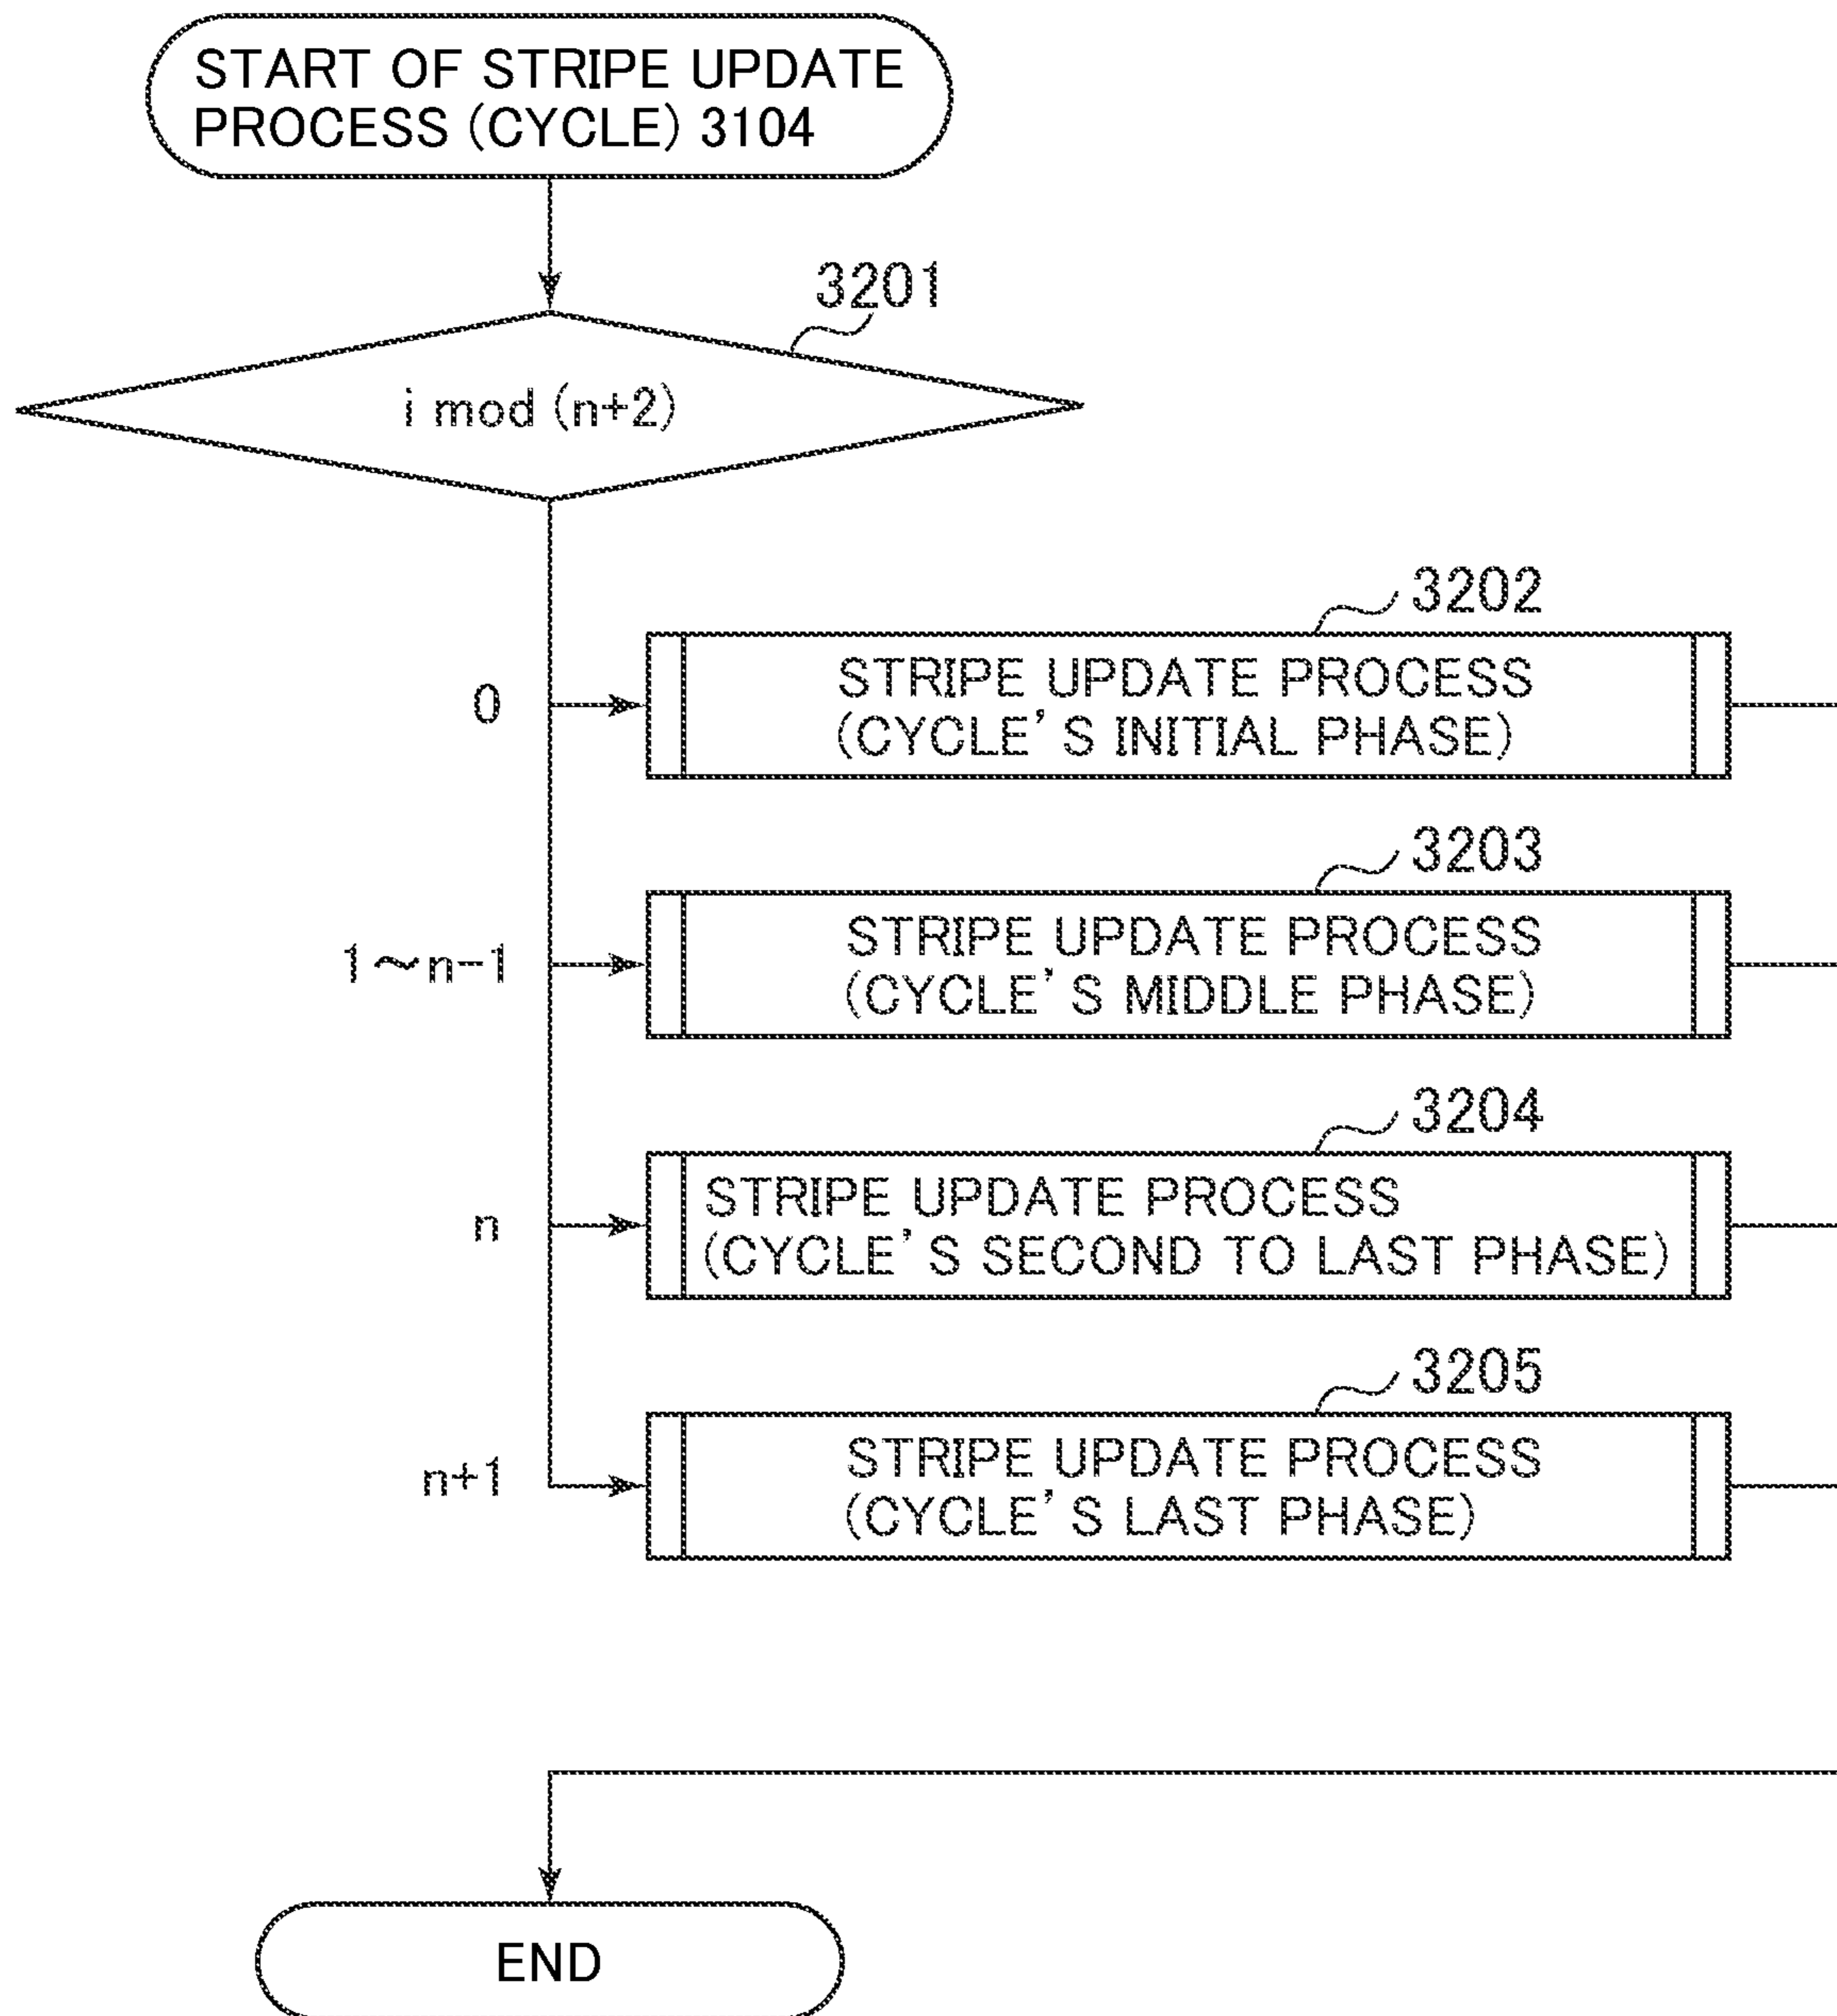 START OF STRIPE UPDATE
PROCESS (CYCLE) 3104
3201
i mod (n+2)
3202
0
STRIPE UPDATE PROCESS
(CYCLE'S INITIAL PHASE)
3203
1～n-1
STRIPE UPDATE PROCESS
(CYCLE'S MIDDLE PHASE)
3204
n
STRIPE UPDATE PROCESS
(CYCLE'S SECOND TO LAST PHASE)
3205
n+1
STRIPE UPDATE PROCESS
(CYCLE'S LAST PHASE)
END